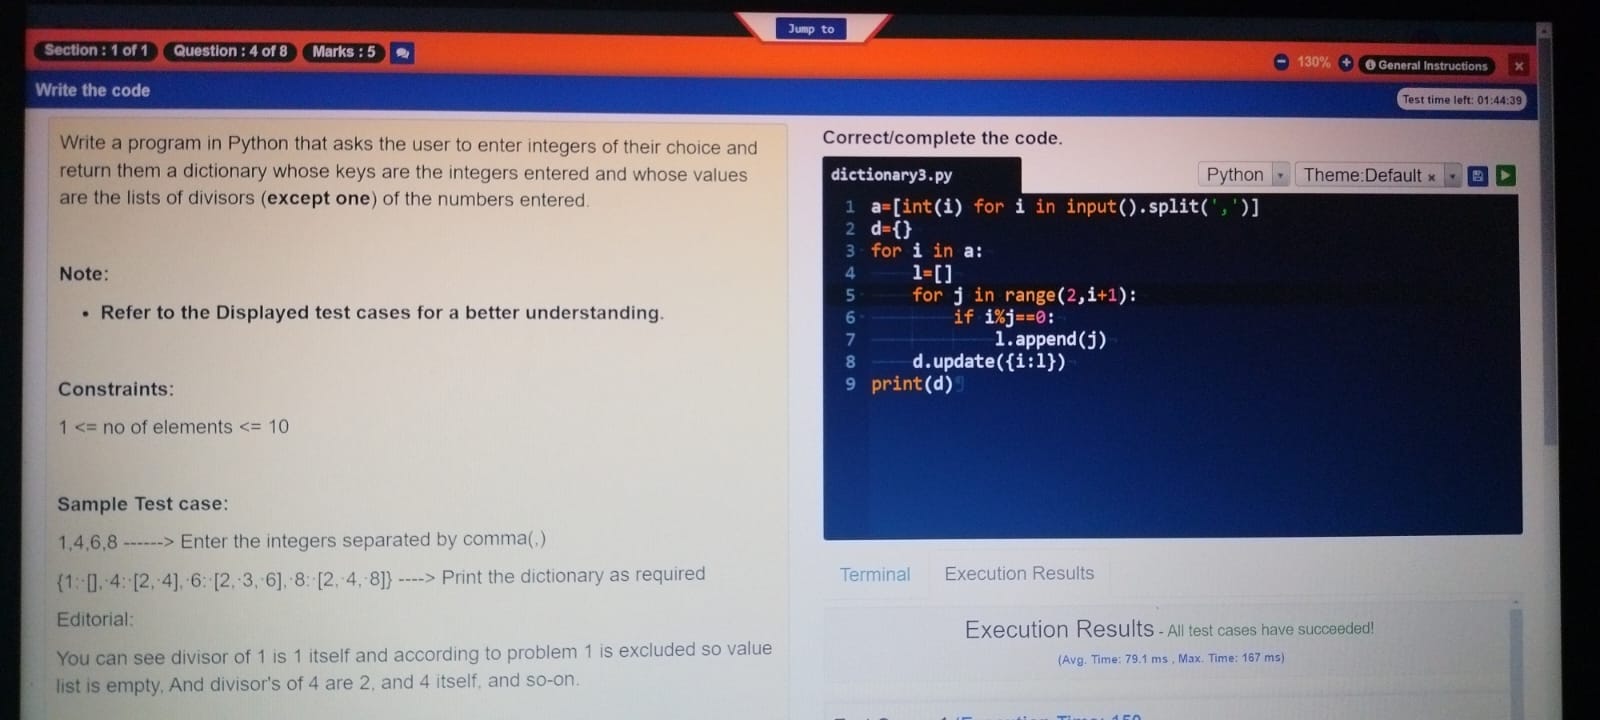 Jump to
Section : 1 of 1 Question : 4 of 8 Marks : 5
130% General Instructions
Write the code
Test time left: 01:44:39
Write a program in Python that asks the user to enter integers of their choice and
return them a dictionary whose keys are the integers entered and whose values
are the lists of divisors (except one) of the numbers entered.
Note:
• Refer to the Displayed test cases for a better understanding.
Constraints:
1 <= no of elements <= 10
Sample Test case:
1,4,6,8 ------> Enter the integers separated by comma(,)
{1:·[],·4:·[2,·4],·6:·[2,·3,·6],·8:·[2,·4,·8]} ----> Print the dictionary as required
Editorial:
You can see divisor of 1 is 1 itself and according to problem 1 is excluded so value
list is empty, And divisor's of 4 are 2, and 4 itself, and so-on.
Correct/complete the code.
dictionary3.py
Python Theme:Default ×
1 a=[int(i) for i in input().split(',')]
2 d={}
3 for i in a:
4 l=[]
5 for j in range(2,i+1):
6 if i%j==0:
7 l.append(j)
8 d.update({i:l})
9 print(d)
Terminal Execution Results
Execution Results - All test cases have succeeded!
(Avg. Time: 79.1 ms , Max. Time: 167 ms)